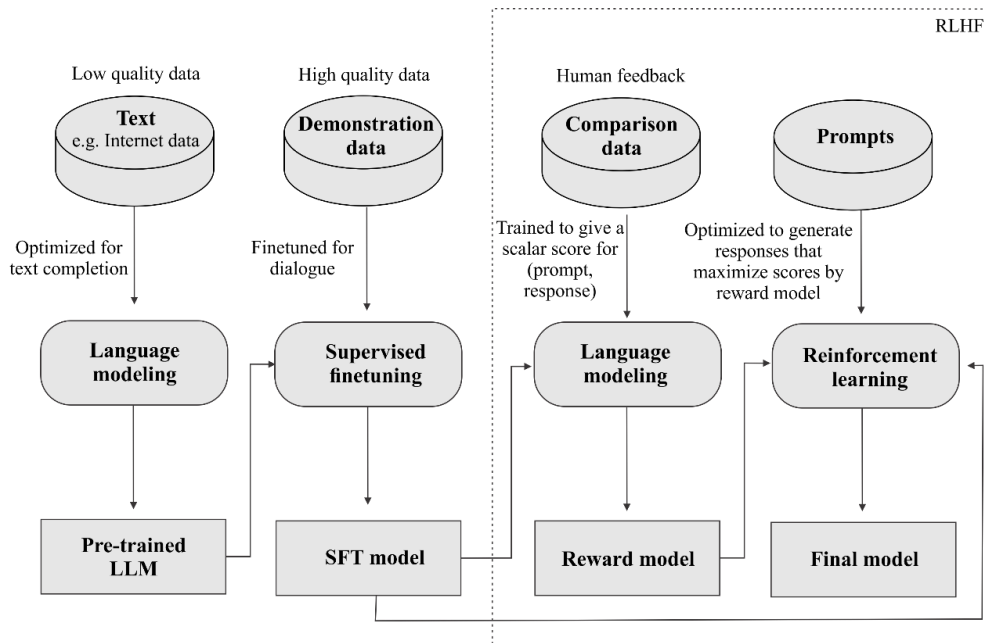 RLHF
Low quality data
Text
e.g. Internet data
Optimized for
text completion
Language
modeling
Pre-trained
LLM
High quality data
Demonstration
data
Finetuned for
dialogue
Supervised
finetuning
SFT model
Human feedback
Comparison
data
Trained to give a
scalar score for
(prompt,
response)
Language
modeling
Reward model
Prompts
Optimized to generate
responses that
maximize scores by
reward model
Reinforcement
learning
Final model